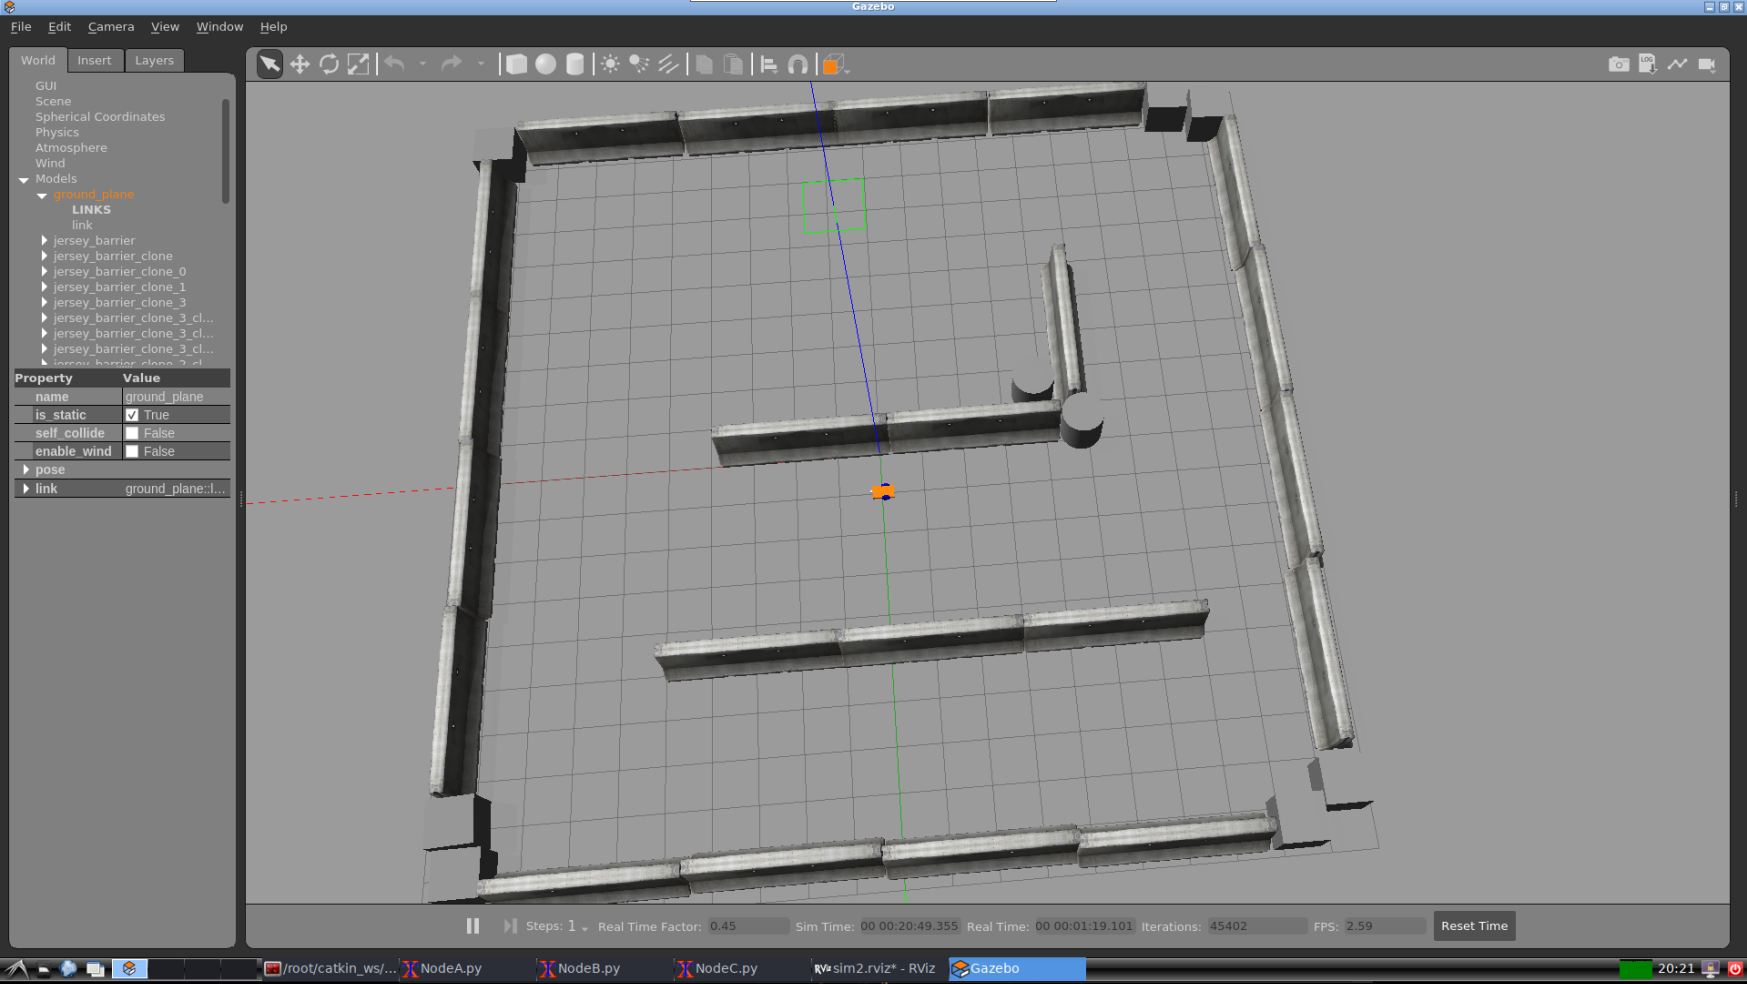 Gazebo
File Edit Camera View Window Help
World Insert Layers
GUI
Scene
Spherical Coordinates
Physics
Atmosphere
Wind
Models
ground_plane
LINKS
link
jersey_barrier
jersey_barrier_clone
jersey_barrier_clone_0
jersey_barrier_clone_1
jersey_barrier_clone_3
jersey_barrier_clone_3_cl...
jersey_barrier_clone_3_cl...
jersey_barrier_clone_3_cl...
jersey_barrier_clone_2_cl
Property Value
name ground_plane
is_static True
self_collide False
enable_wind False
pose
link ground_plane::l...
LOG
Steps: 1 Real Time Factor: 0.45 Sim Time: 00 00:20:49.355 Real Time: 00 00:01:19.101 Iterations: 45402 FPS: 2.59 Reset Time
/root/catkin_ws/... NodeA.py NodeB.py NodeC.py sim2.rviz* - RViz Gazebo 20:21